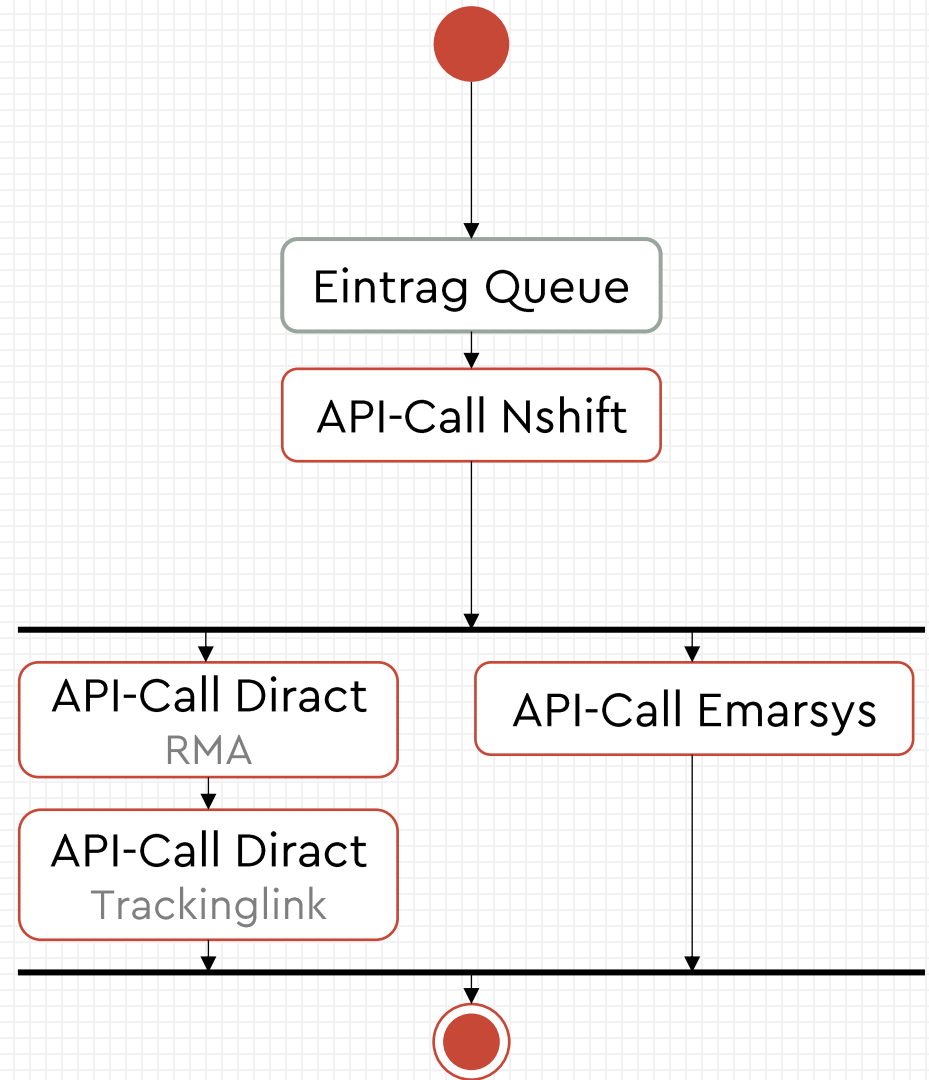 Eintrag Queue
API-Call Nshift
API-Call Diract
RMA
API-Call Emarsys
API-Call Diract
Trackinglink